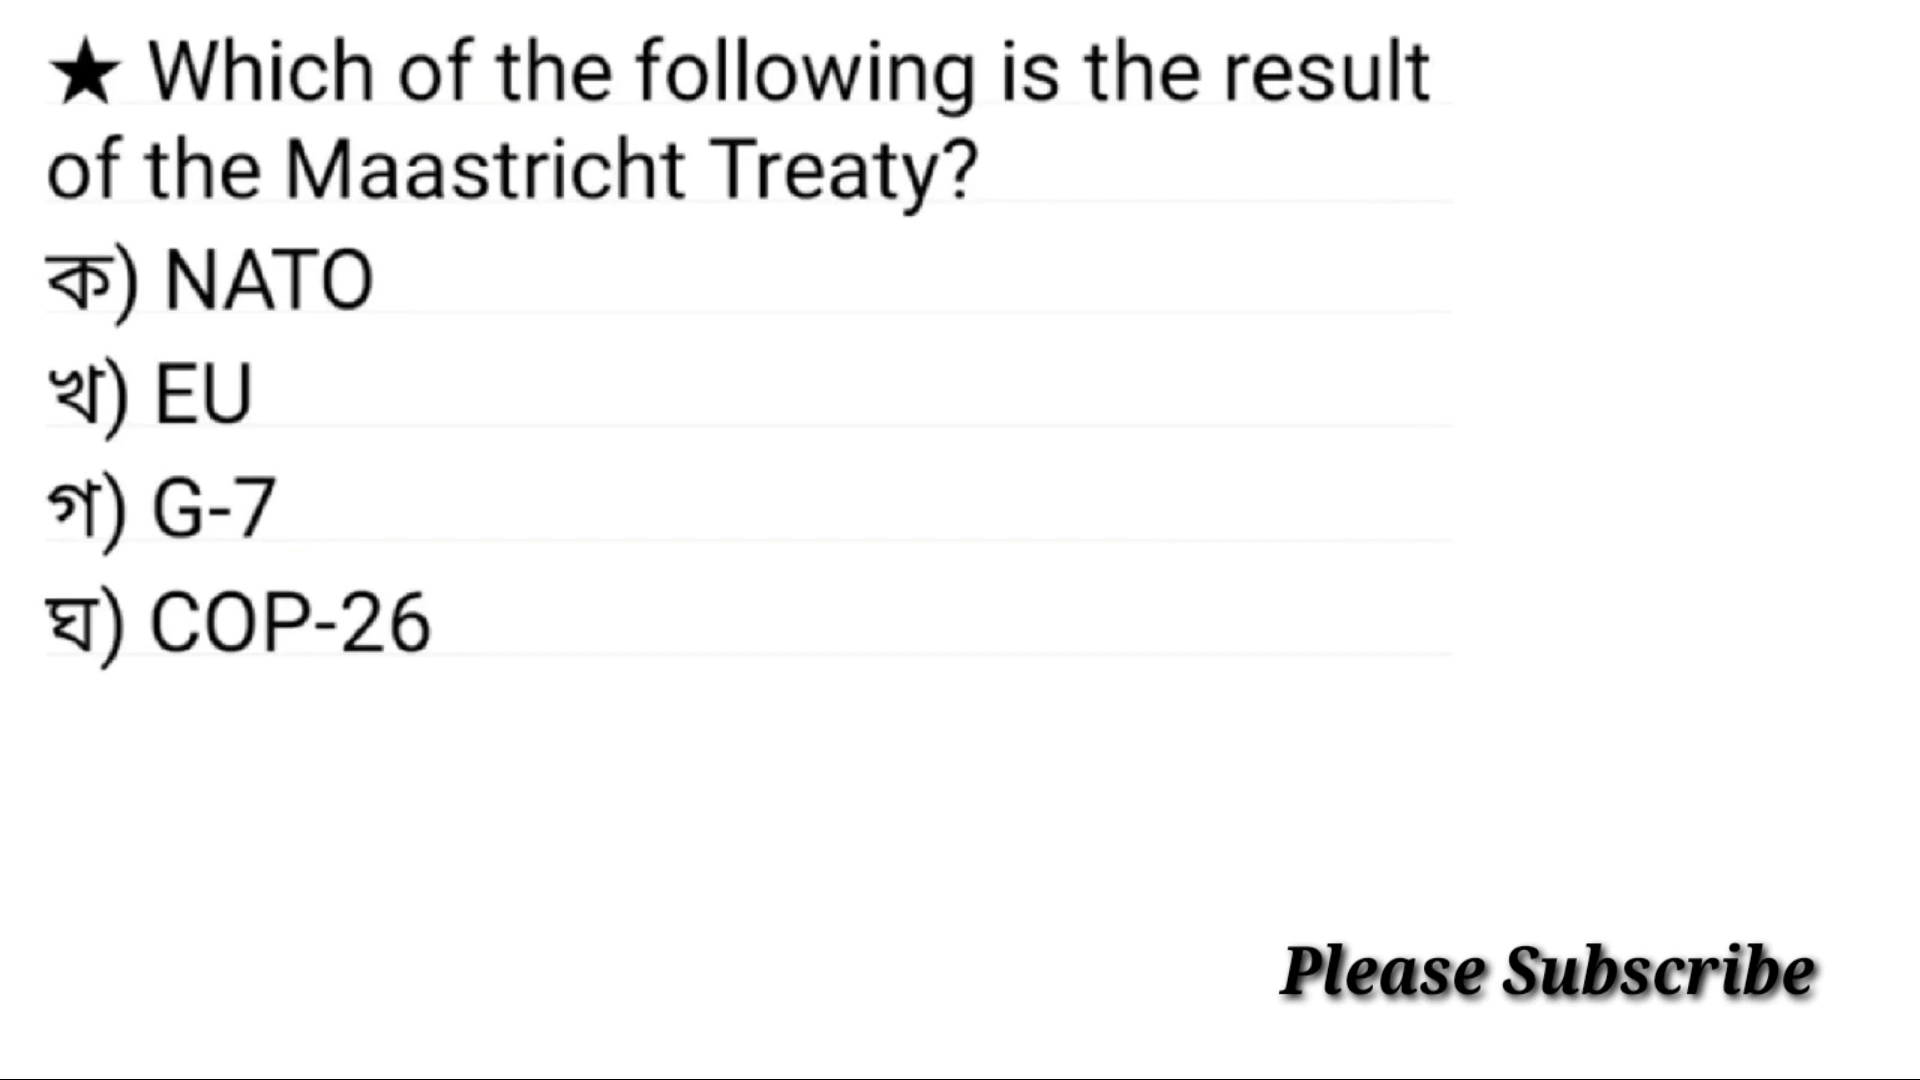 ★ Which of the following is the result
of the Maastricht Treaty?
ক) NATO
খ) EU
গ) G-7
ঘ) COP-26
Please Subscribe